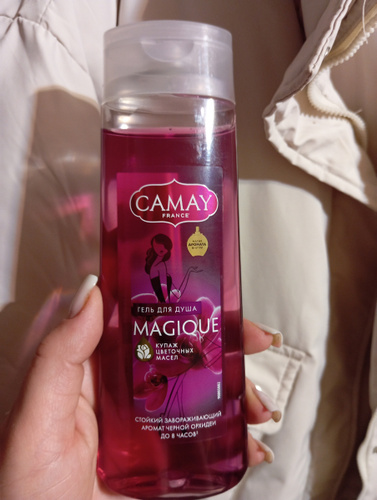 CAMAY
FRANCE
ГЕЛЬ ДЛЯ ДУША
MAGIQUE
КУПАЖ
ЦВЕТОЧНЫХ
МАСЕЛ
СТОЙКИЙ ЗАВОРАЖИВАЮЩИЙ
АРОМАТ ЧЕРНОЙ ОРХИДЕИ
ДО 8 ЧАСОВ